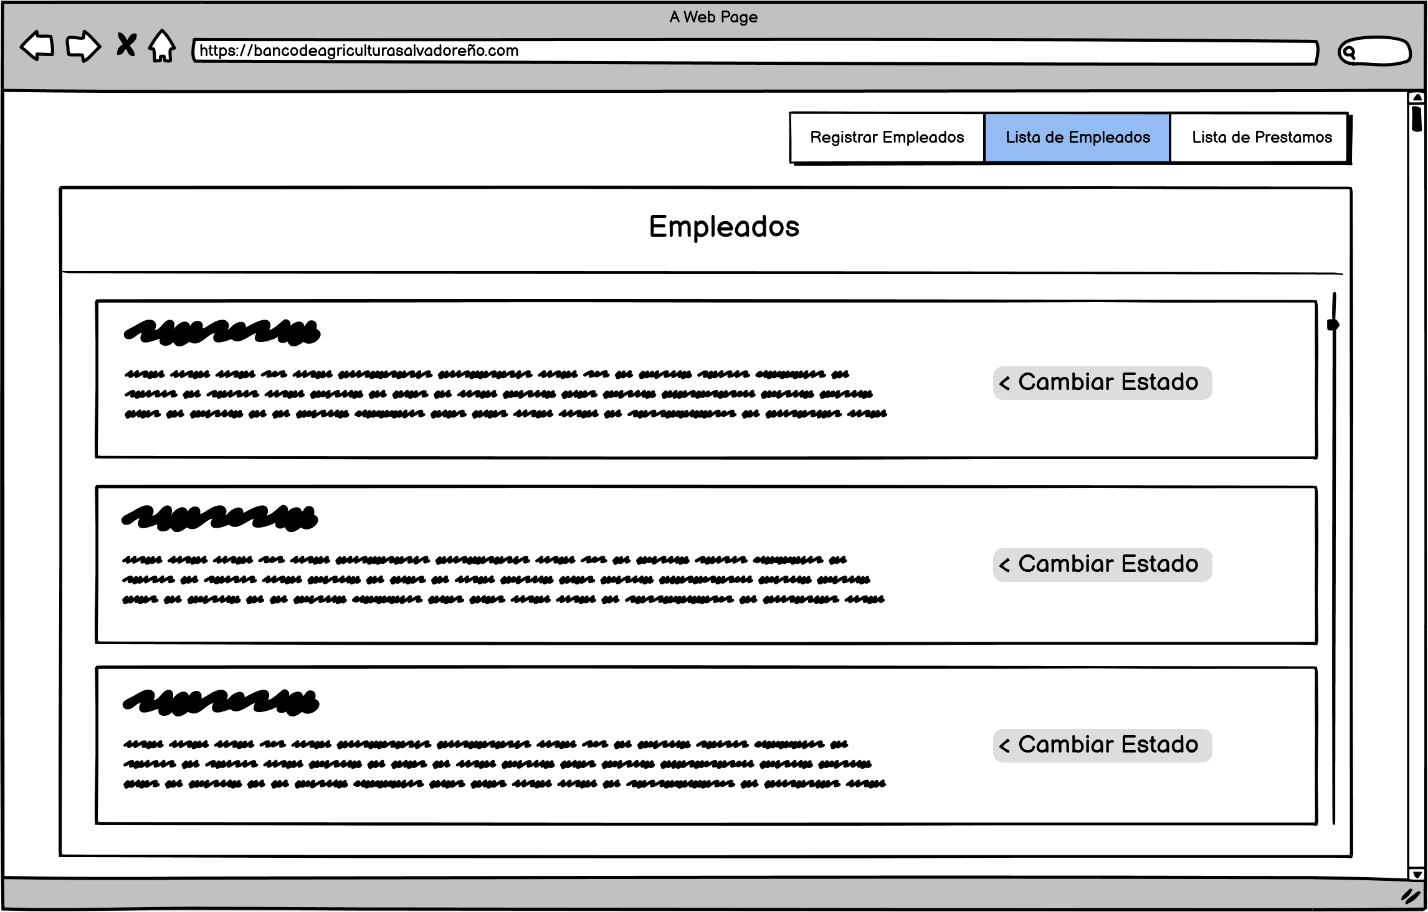 A Web Page
https://bancodeagriculturasalvadoreño.com
Registrar Empleados
Lista de Empleados
Lista de Prestamos
Empleados
< Cambiar Estado
< Cambiar Estado
< Cambiar Estado